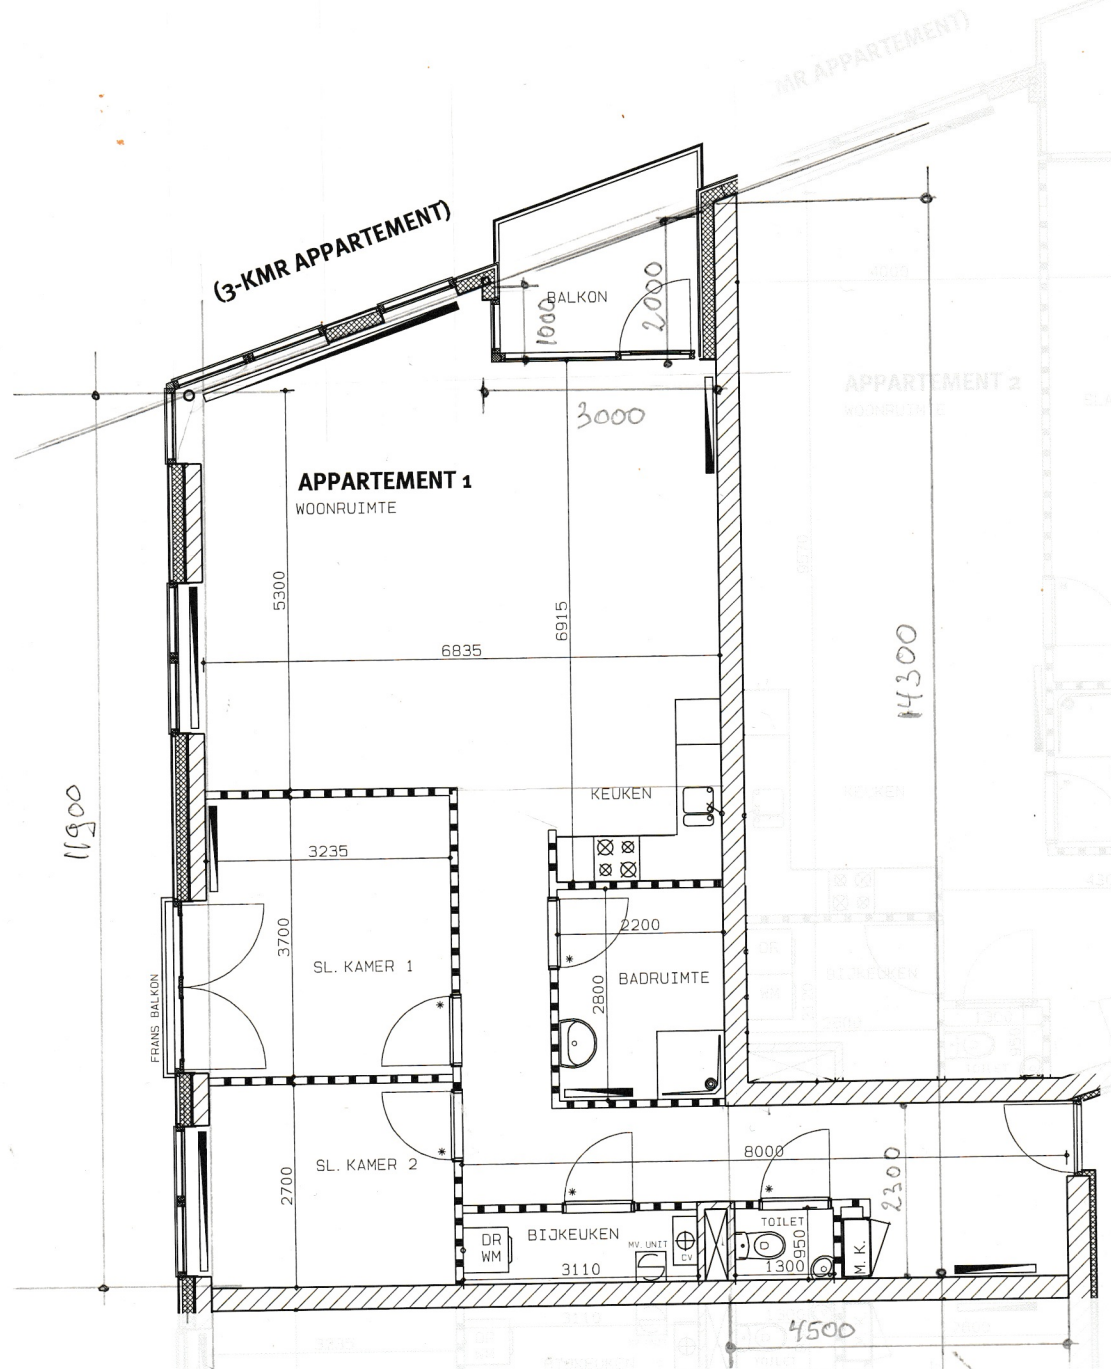 (3-KMR APPARTEMENT)
MR APPARTEMENT)
BALKON
1000
2000
3000
APPARTEMENT 1
WOONRUIMTE
APPARTEMENT 2
WOONRUIMTE
5300
6915
6835
14300
11900
KEUKEN
3235
3700
SL. KAMER 1
FRANS BALKON
2200
BADRUIMTE
2800
BIJKEUKEN
SL. KAMER 2
2700
8000
2300
BIJKEUKEN
DR
WM
MV. UNIT
CV
3110
TOILET
950
1300
M. K.
4500
3235